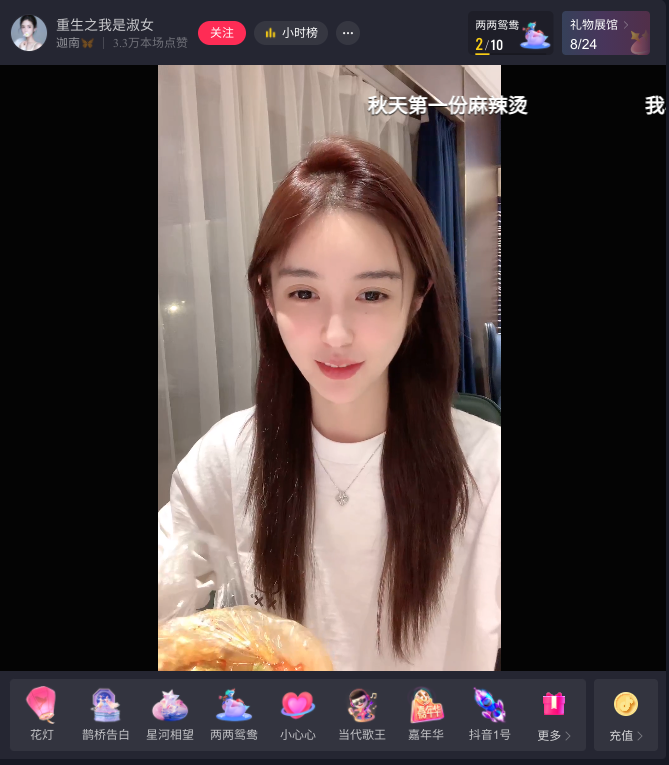 重生之我是淑女
迦南🦋 | 3.3万本场点赞
关注
小时榜
两两鸳鸯
2/10
礼物展馆 >
8/24
秋天第一份麻辣烫
我
花灯
鹊桥告白
星河相望
两两鸳鸯
小心心
当代歌王
嘉年华
抖音1号
更多 >
充值 >